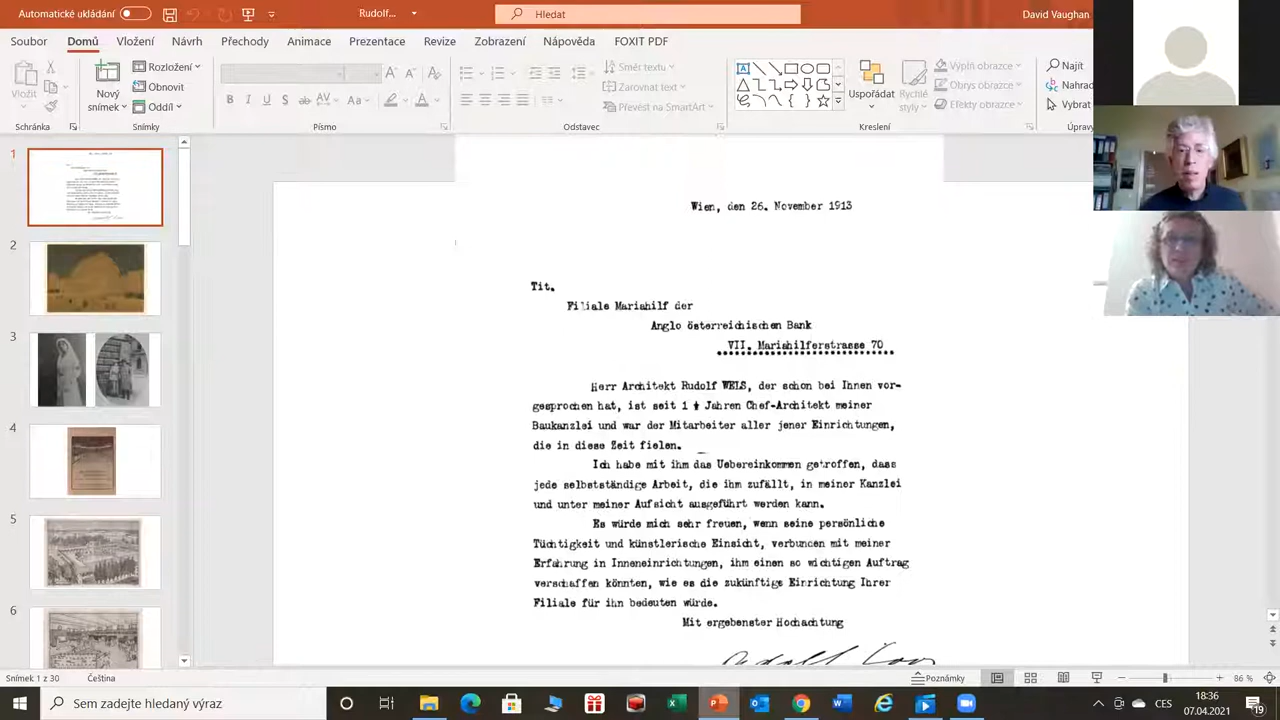 Automatické ukládání
Rudolf...
Hledat
David Vaughan
Soubor
Domů
Vložení
Návrh
Přechody
Animace
Prezentace
Revize
Zobrazení
Nápověda
FOXIT PDF
Vložit
Nový
snímek
Rozložení
Obnovit
Oddíl
Směr textu
Zarovnat text
Převést na SmartArt
Uspořádat
Rychlé
styly
Výplň obrazce
Obrys obrazce
Efekty obrazce
Najít
Nahrad
Vybrat
Schránka
Snímky
Písmo
Odstavec
Kreslení
Úpravy
Wien, den 26. November 1913
Tit.
Filiale Mariahilf der
Anglo österreichischen Bank
VII. Mariahilferstrasse 70
Herr Architekt Rudolf WELS, der schon bei Ihnen vor-
gesprochen hat, ist seit 1 Jahren Chef-Architekt meiner
Baukanzlei und war der Mitarbeiter aller jener Einrichtungen,
die in diese Zeit fielen.
Ich habe mit ihm das Uebereinkommen getroffen, dass
jede selbstständige Arbeit, die ihm zufällt, in meiner Kanzlei
und unter meiner Aufsicht ausgeführt werden kann.
Es würde mich sehr freuen, wenn seine persönliche
Tüchtigkeit und künstlerische Einsicht, verbunden mit meiner
Erfahrung in Inneneinrichtungen, ihm einen so wichtigen Auftrag
verschaffen könnten, wie es die zukünftige Einrichtung Ihrer
Filiale für ihn bedeuten würde.
Mit ergebenster Hochachtung
6
Snímek 1 z 30
Čeština
Poznámky
86 %
Sem zadejte hledaný výraz
CES
18:36
07.04.2021
19